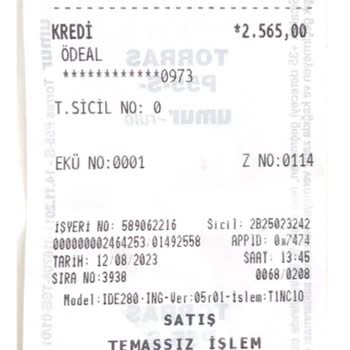 KREDİ *2.565,00
ÖDEAL
************0973
T.SİCİL NO: 0
EKÜ NO:0001 Z NO:0114
İŞYERİ NO: 589062216 Sicil: 2B25023242
000000002464253.01492558 APPID: 0x7474
TARİH: 12/08/2023 SAAT: 13:45
SIRA NO:3938 0068/0208
Model:IDE280-ING-Ver:05r01-islem:T1NC10
SATIŞ
TEMASSIZ İŞLEM